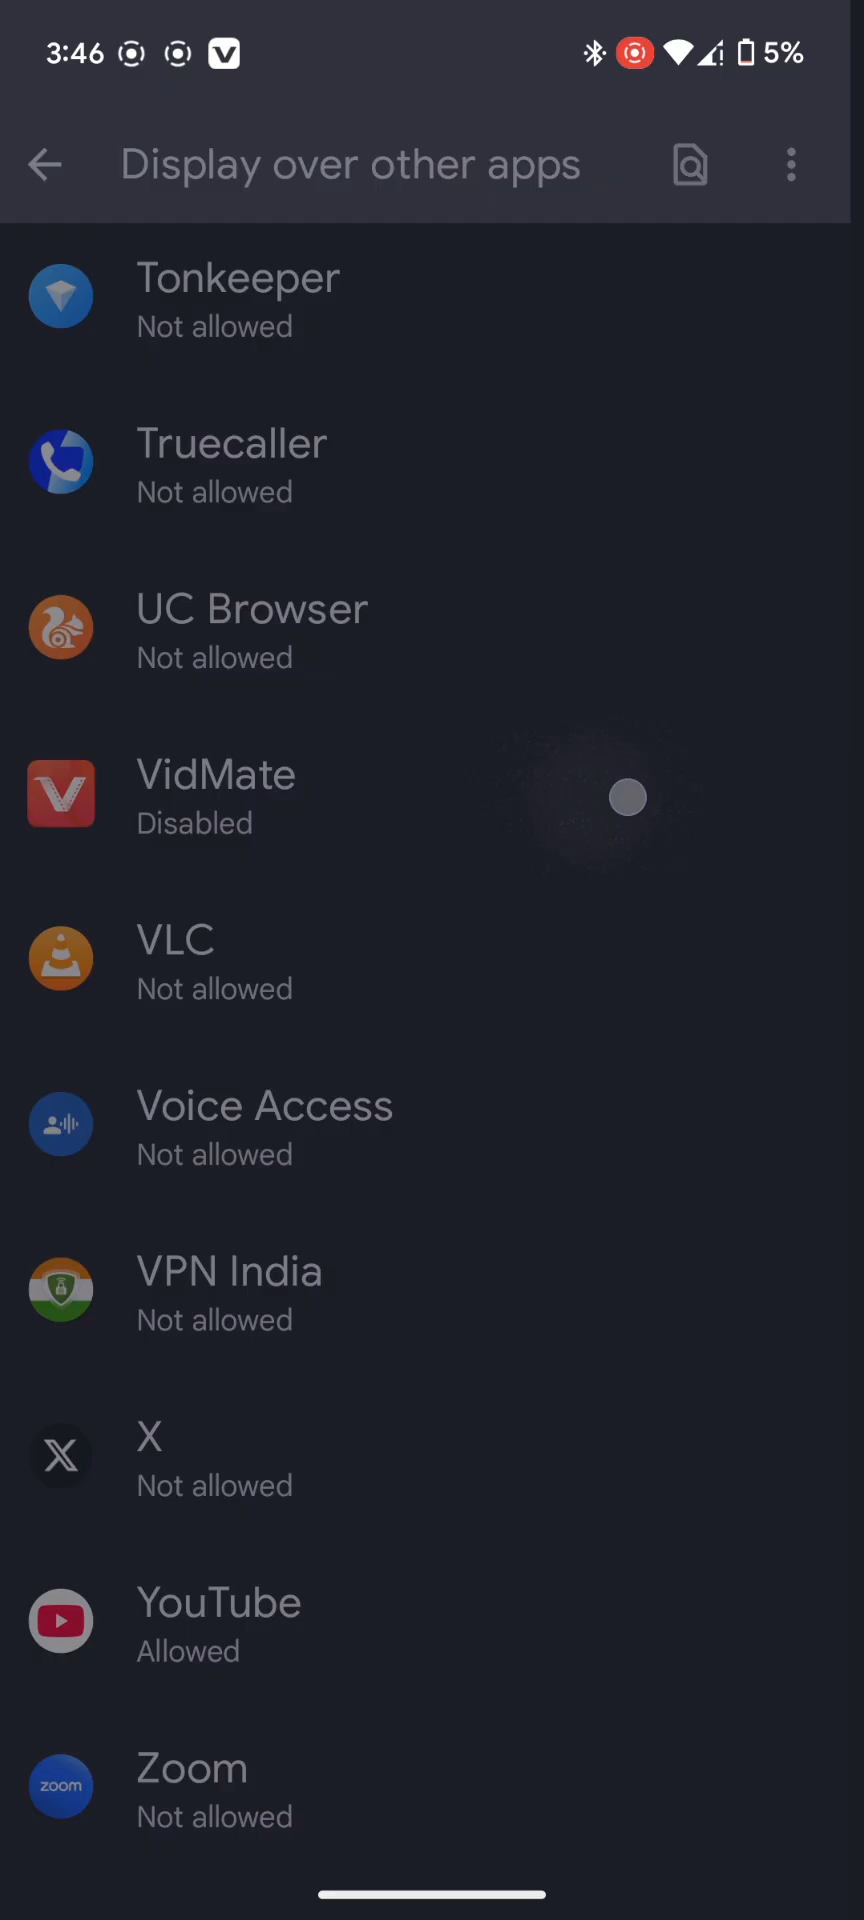 3:46
5%
Display over other apps
Tonkeeper
Not allowed
Truecaller
Not allowed
UC Browser
Not allowed
VidMate
Disabled
VLC
Not allowed
Voice Access
Not allowed
VPN India
Not allowed
X
Not allowed
YouTube
Allowed
zoom
Zoom
Not allowed